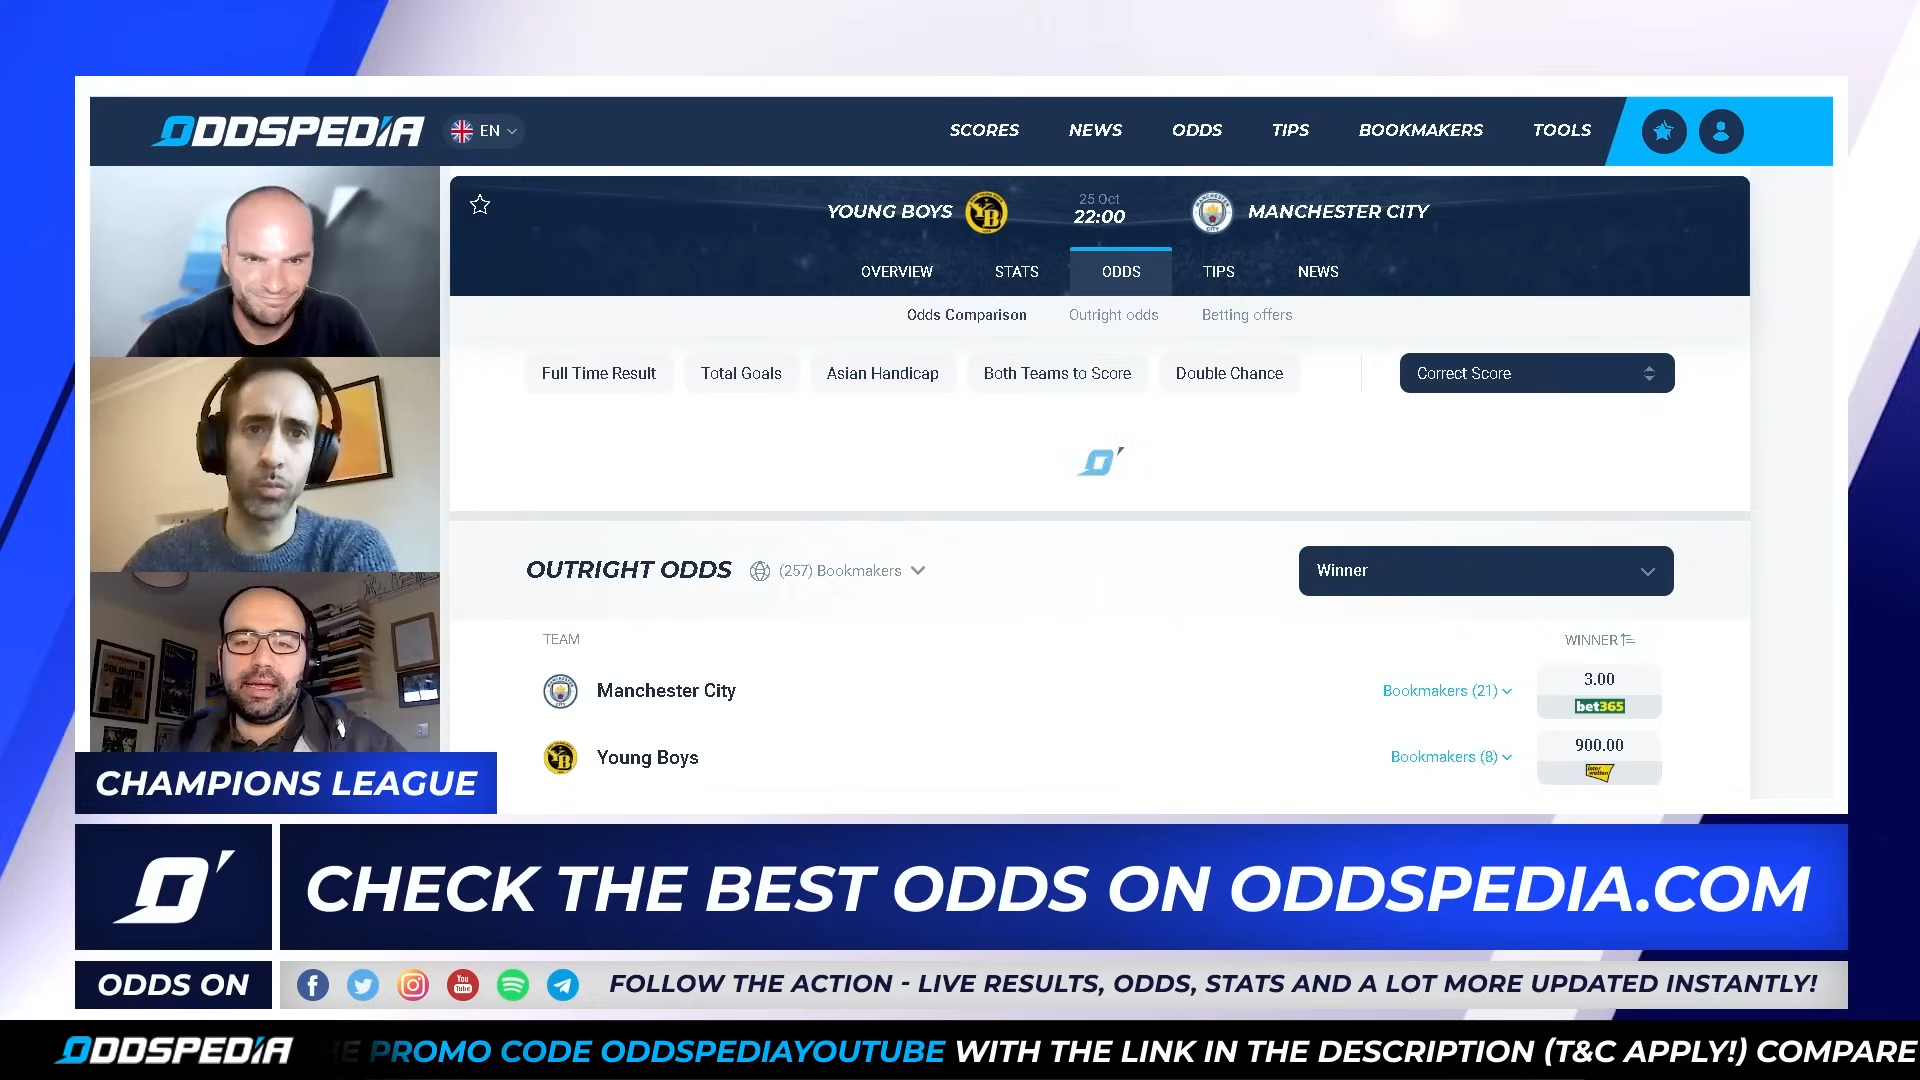 ODDSPEDIA
EN
SCORES
NEWS
ODDS
TIPS
BOOKMAKERS
TOOLS
YOUNG BOYS
25 Oct
22:00
MANCHESTER CITY
OVERVIEW
STATS
ODDS
TIPS
NEWS
Odds Comparison
Outright odds
Betting offers
Full Time Result
Total Goals
Asian Handicap
Both Teams to Score
Double Chance
Correct Score
OUTRIGHT ODDS
(257) Bookmakers
Winner
TEAM
WINNER
Manchester City
Bookmakers (21)
3.00
bet365
Young Boys
Bookmakers (8)
900.00
CHAMPIONS LEAGUE
CHECK THE BEST ODDS ON ODDSPEDIA.COM
ODDS ON
You
Tube
FOLLOW THE ACTION - LIVE RESULTS, ODDS, STATS AND A LOT MORE UPDATED INSTANTLY!
ODDSPEDIA
PROMO CODE ODDSPEDIAYOUTUBE WITH THE LINK IN THE DESCRIPTION (T&C APPLY!) COMPARE